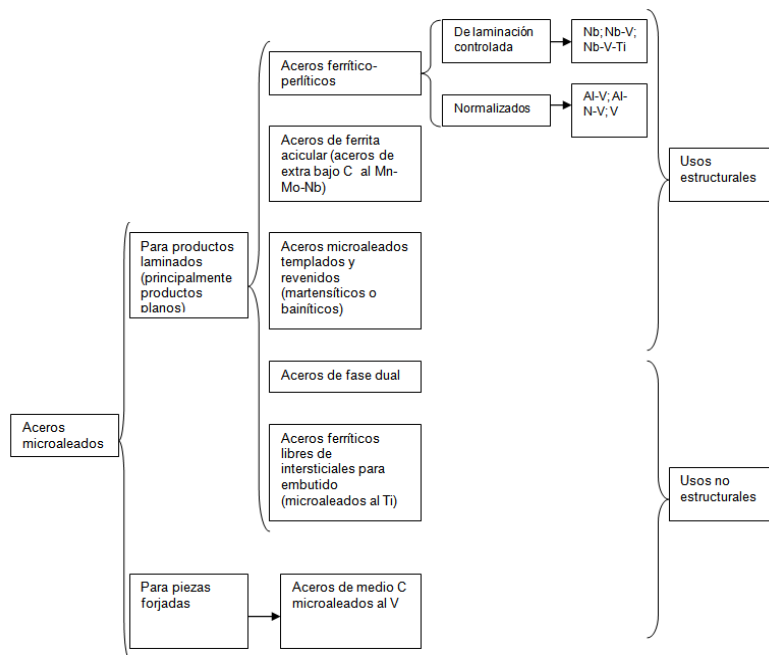 De laminación
controlada
Nb; Nb-V;
Nb-V-Ti
Aceros ferrítico-
perlíticos
Normalizados
Al-V; Al-
N-V; V
Aceros de ferrita
acicular (aceros de
extra bajo C al Mn-
Mo-Nb)
Usos
estructurales
Para productos
laminados
(principalmente
productos
planos)
Aceros microaleados
templados y
revenidos
(martensíticos o
bainíticos)
Aceros de fase dual
Aceros
microaleados
Aceros ferríticos
libres de
intersticiales para
embutido
(microaleados al Ti)
Usos no
estructurales
Para piezas
forjadas
Aceros de medio C
microaleados al V